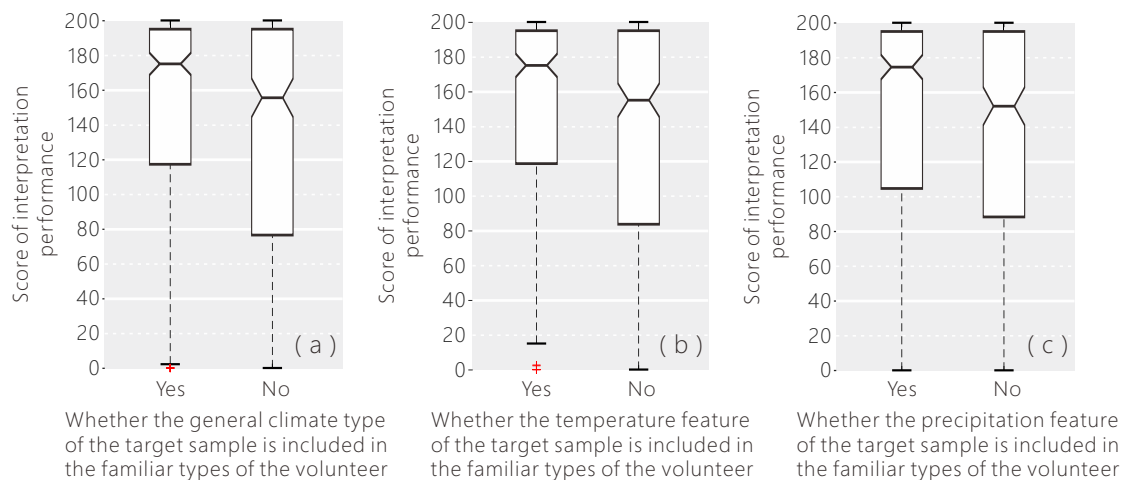 200
180
160
140
120
100
80
60
40
20
0
Score of interpretation
performance
Yes
No
( a )
Whether the general climate type
of the target sample is included in
the familiar types of the volunteer
200
180
160
140
120
100
80
60
40
20
0
Score of interpretation
performance
Yes
No
( b )
Whether the temperature feature
of the target sample is included in
the familiar types of the volunteer
200
180
160
140
120
100
80
60
40
20
0
Score of interpretation
performance
Yes
No
( c )
Whether the precipitation feature
of the target sample is included in
the familiar types of the volunteer